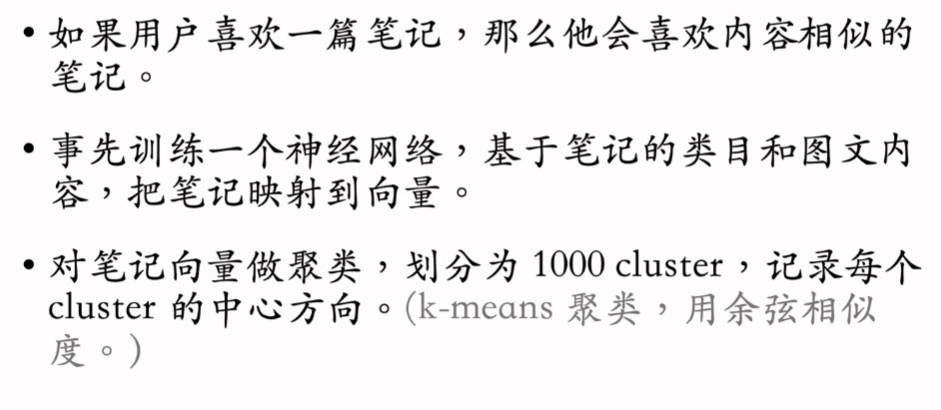 • 如果用户喜欢一篇笔记，那么他会喜欢内容相似的
笔记。
• 事先训练一个神经网络，基于笔记的类目和图文内
容，把笔记映射到向量。
• 对笔记向量做聚类，划分为 1000 cluster，记录每个
cluster 的中心方向。(k-means 聚类，用余弦相似
度。)